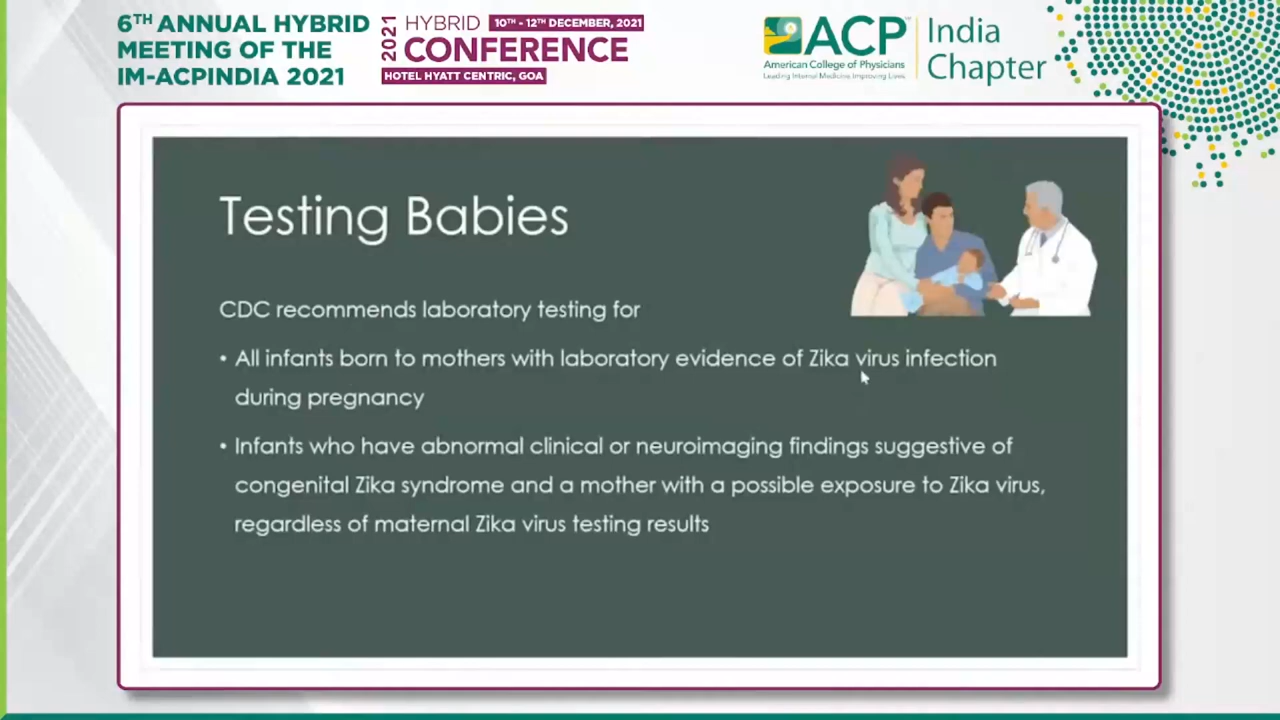 6TH ANNUAL HYBRID
MEETING OF THE
IM-ACPINDIA 2021
2021
HYBRID 10TH - 12TH DECEMBER, 2021
CONFERENCE
HOTEL HYATT CENTRIC, GOA
ACP
American College of Physicians
Leading Internal Medicine, Improving Lives
India
Chapter
Testing Babies
CDC recommends laboratory testing for
• All infants born to mothers with laboratory evidence of Zika virus infection
during pregnancy
• Infants who have abnormal clinical or neuroimaging findings suggestive of
congenital Zika syndrome and a mother with a possible exposure to Zika virus,
regardless of maternal Zika virus testing results